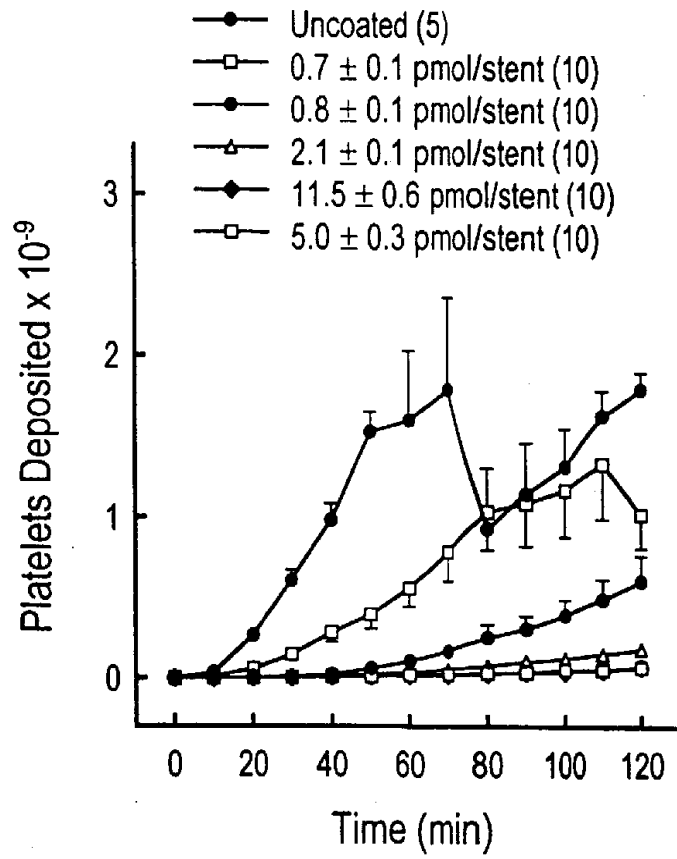 Uncoated (5)
0.7 ± 0.1 pmol/stent (10)
0.8 ± 0.1 pmol/stent (10)
2.1 ± 0.1 pmol/stent (10)
11.5 ± 0.6 pmol/stent (10)
5.0 ± 0.3 pmol/stent (10)
Platelets Deposited x 10⁻⁹
3
2
1
0
0 20 40 60 80 100 120
Time (min)